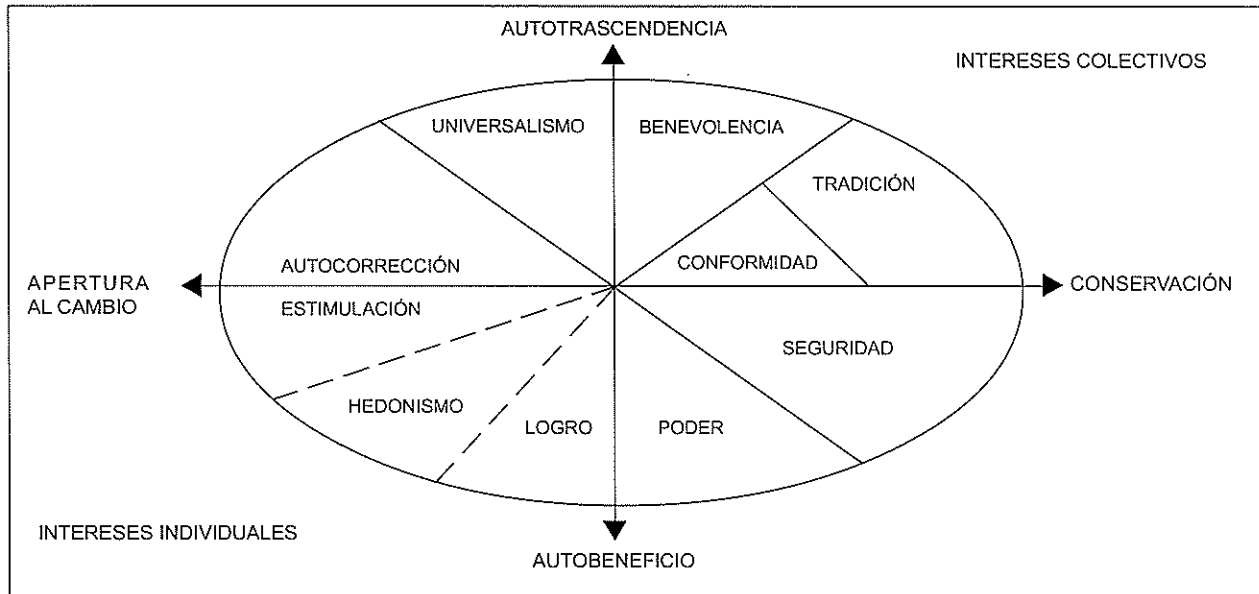 AUTOTRASCENDENCIA
INTERESES COLECTIVOS
UNIVERSALISMO
BENEVOLENCIA
TRADICIÓN
CONFORMIDAD
AUTOCORRECCIÓN
APERTURA
AL CAMBIO
CONSERVACIÓN
ESTIMULACIÓN
SEGURIDAD
HEDONISMO
LOGRO
PODER
INTERESES INDIVIDUALES
AUTOBENEFICIO